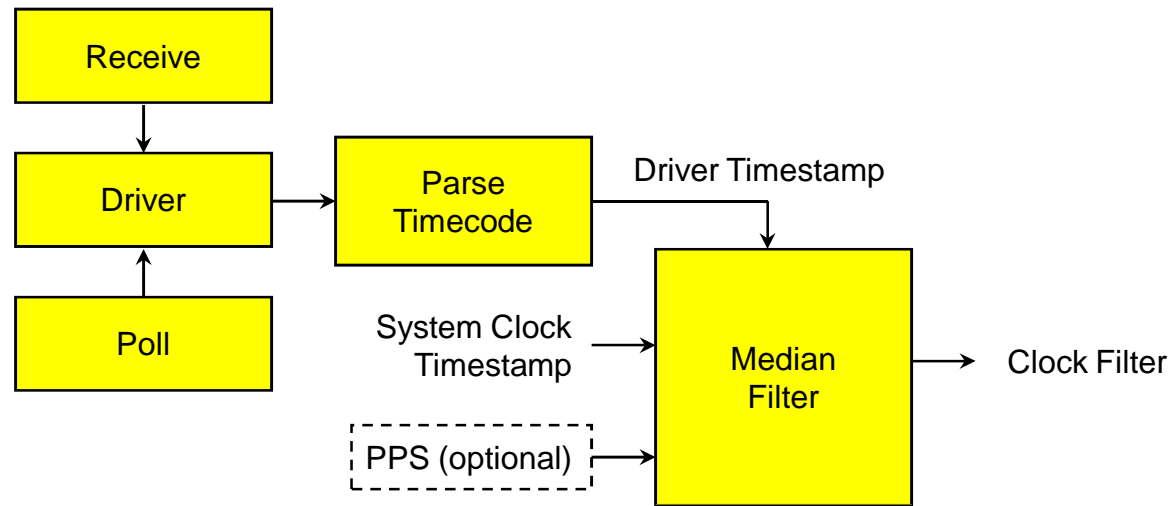 Receive
Driver
Poll
Parse
Timecode
Driver Timestamp
System Clock
Timestamp
PPS (optional)
Median
Filter
Clock Filter